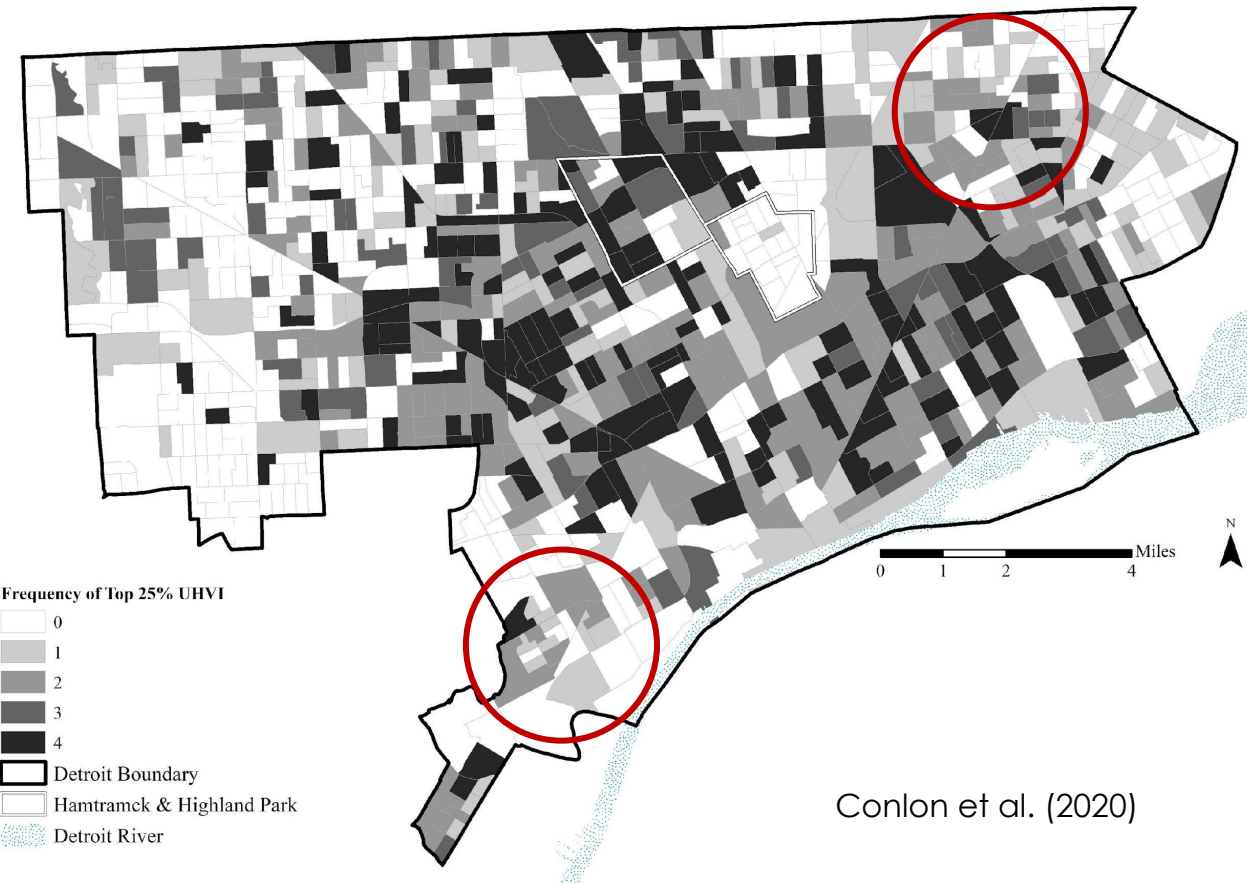 N
Miles
0 1 2 4
Frequency of Top 25% UHVI
0
1
2
3
4
Detroit Boundary
Hamtramck & Highland Park
Detroit River
Conlon et al. (2020)